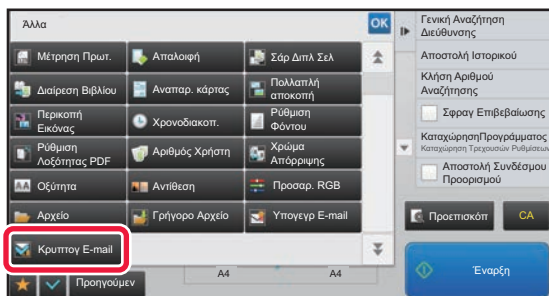 Άλλα
OK
Μέτρηση Πρωτ.
Απαλοιφή
Σάρ Διπλ Σελ
Διαίρεση Βιβλίου
Αναπαρ. κάρτας
Πολλαπλή
αποκοπή
Περικοπή
Εικόνας
Χρονοδιακοπ.
Ρύθμιση
Φόντου
Ρύθμιση
Λοξότητας PDF
Αριθμός Χρήστη
Χρώμα
Απόρριψης
Οξύτητα
Αντίθεση
Προσαρ. RGB
Αρχείο
Γρήγορο Αρχείο
Υπογεγρ E-mail
Κρυπτογ E-mail
Προηγούμεν
A4
A4
Γενική Αναζήτηση
Διεύθυνσης
Αποστολή Ιστορικού
Κλήση Αριθμού
Αναζήτησης
Σφραγ Επιβεβαίωσης
ΚαταχώρησηΠρογράμματος
Καταχώρηση Τρεχουσών Ρυθμίσεων
Αποστολή Συνδέσμου
Προορισμού
Προεπισκόπ
CA
Έναρξη